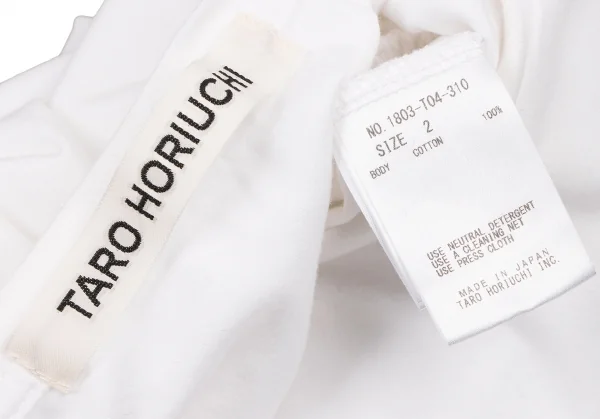 TARO HORIUCHI
NO. 1803-T04-310
SIZE 2
BODY COTTON 100%
USE NEUTRAL DETERGENT
USE A CLEANING NET
USE PRESS CLOTH
MADE IN JAPAN
TARO HORIUCHI INC.